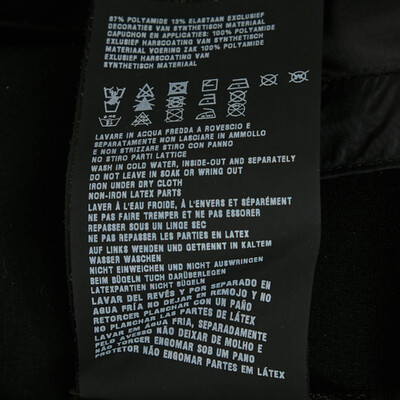 87% POLYAMIDE 13% ELASTAAN EXCLUSIEF
DECORATIES VAN SYNTHETISCH MATERIAAL
CAPUCHON EN APPLICATIES: 100% POLYAMIDE
EXCLUSIEF HARSCOATING VAN SYNTHETISCH
MATERIAAL VOERING ZAK 100% POLYAMIDE
EXCLUSIEF HARSCOATING VAN
SYNTHETISCH MATERIAAL
LAVARE IN ACQUA FREDDA A ROVESCIO E
SEPARATAMENTE NON LASCIARE IN AMMOLLO
E NON STRIZZARE STIRO CON PANNO
NO STIRO PARTI LATTICE
WASH IN COLD WATER, INSIDE-OUT AND SEPARATELY
DO NOT LEAVE IN SOAK OR WRING OUT
IRON UNDER DRY CLOTH
NON-IRON LATEX PARTS
LAVER À L'EAU FROIDE, À L'ENVERS ET SÉPARÉMENT
NE PAS FAIRE TREMPER ET NE PAS ESSORER
REPASSER SOUS UN LINGE SEC
NE PAS REPASSER LES PARTIES EN LATEX
AUF LINKS WENDEN UND GETRENNT IN KALTEM
WASSER WASCHEN
NICHT EINWEICHEN UND NICHT AUSWRINGEN
BEIM BÜGELN TUCH DARÜBERLEGEN
LATEXPARTIEN NICHT BÜGELN
LAVAR DEL REVÉS Y POR SEPARADO EN
AGUA FRÍA NO DEJAR EN REMOJO Y NO
RETORCER PLANCHAR CON UN PAÑO
NO PLANCHAR LAS PARTES DE LÁTEX
LAVAR EM ÁGUA FRIA, SEPARADAMENTE
PELO AVESSO NÃO DEIXAR DE MOLHO E
NÃO TORCER ENGOMAR SOB UM PANO
PROTETOR NÃO ENGOMAR PARTES EM LÁTEX